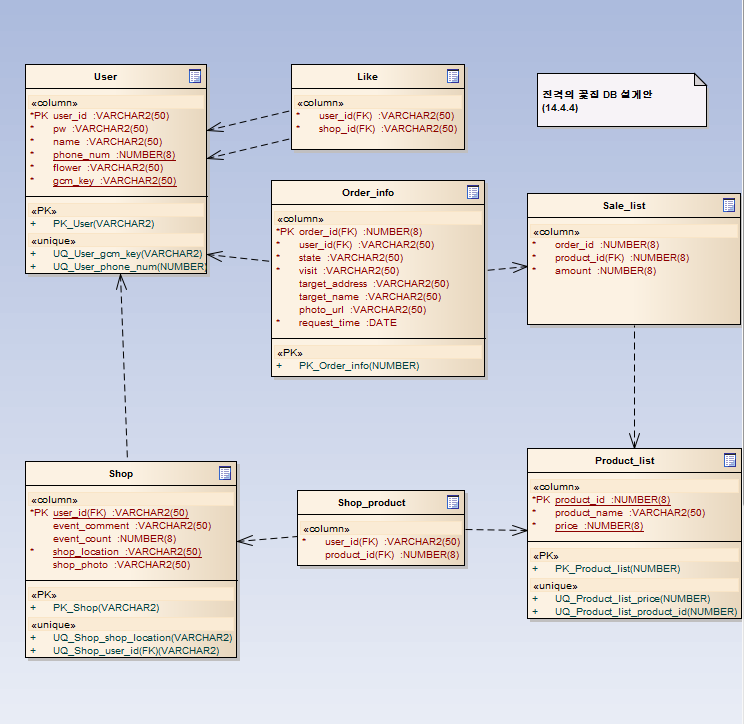 User
«column»
*PK user_id :VARCHAR2(50)
* pw :VARCHAR2(50)
* name :VARCHAR2(50)
* phone_num :NUMBER(8)
* flower :VARCHAR2(50)
* gcm_key :VARCHAR2(50)
«PK»
+ PK_User(VARCHAR2)
«unique»
+ UQ_User_gcm_key(VARCHAR2)
+ UQ_User_phone_num(NUMBER)
Like
«column»
* user_id(FK) :VARCHAR2(50)
* shop_id(FK) :VARCHAR2(50)
진격의 꽃집 DB 설계안
(14.4.4)
Order_info
«column»
*PK order_id(FK) :NUMBER(8)
* user_id(FK) :VARCHAR2(50)
* state :VARCHAR2(50)
* visit :VARCHAR2(50)
target_address :VARCHAR2(50)
target_name :VARCHAR2(50)
photo_url :VARCHAR2(50)
* request_time :DATE
«PK»
+ PK_Order_info(NUMBER)
Sale_list
«column»
* order_id :NUMBER(8)
* product_id(FK) :NUMBER(8)
* amount :NUMBER(8)
Shop
«column»
*PK user_id(FK) :VARCHAR2(50)
event_comment :VARCHAR2(50)
event_count :NUMBER(8)
* shop_location :VARCHAR2(50)
shop_photo :VARCHAR2(50)
«PK»
+ PK_Shop(VARCHAR2)
«unique»
+ UQ_Shop_shop_location(VARCHAR2)
+ UQ_Shop_user_id(FK)(VARCHAR2)
Shop_product
«column»
* user_id(FK) :VARCHAR2(50)
product_id(FK) :NUMBER(8)
Product_list
«column»
*PK product_id :NUMBER(8)
* product_name :VARCHAR2(50)
* price :NUMBER(8)
«PK»
+ PK_Product_list(NUMBER)
«unique»
+ UQ_Product_list_price(NUMBER)
+ UQ_Product_list_product_id(NUMBER)